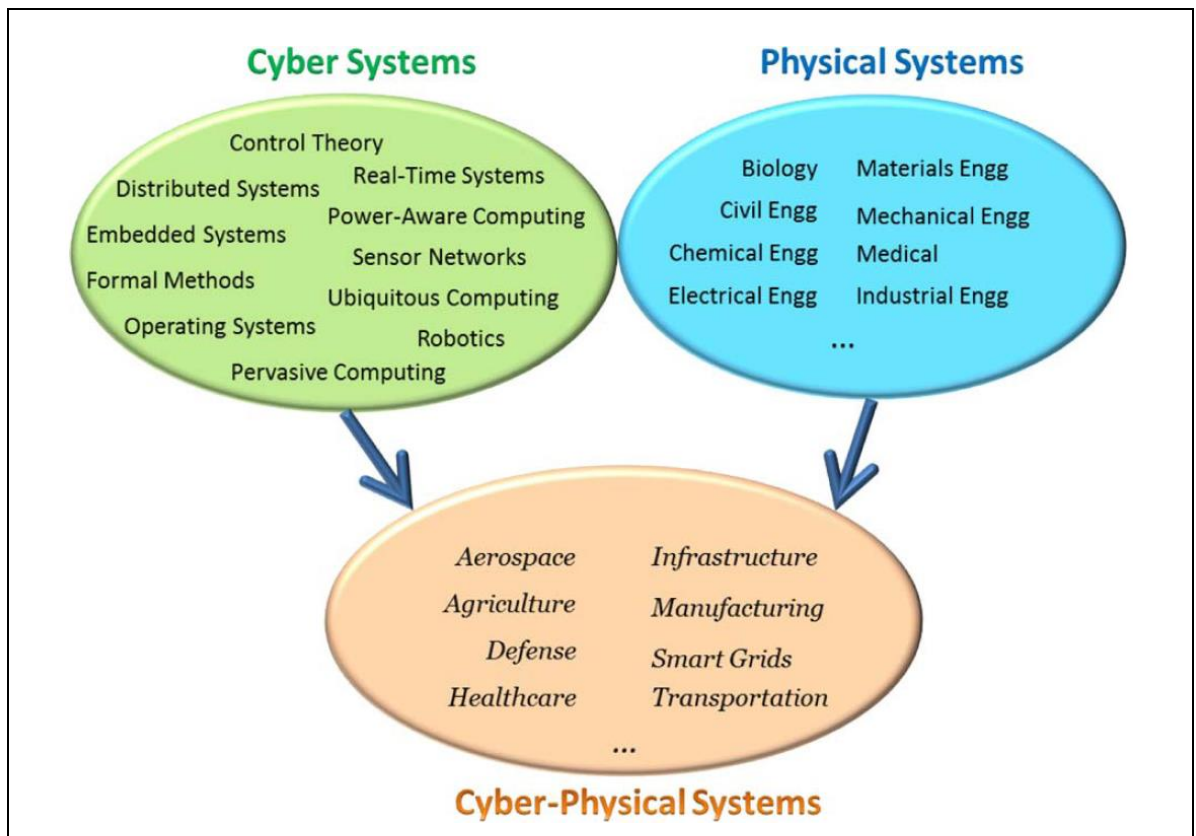 Cyber Systems
Control Theory
Real-Time Systems
Distributed Systems
Power-Aware Computing
Embedded Systems
Sensor Networks
Formal Methods
Ubiquitous Computing
Operating Systems
Robotics
Pervasive Computing
Physical Systems
Biology Materials Engg
Civil Engg Mechanical Engg
Chemical Engg Medical
Electrical Engg Industrial Engg
...
Aerospace Infrastructure
Agriculture Manufacturing
Defense Smart Grids
Healthcare Transportation
...
Cyber-Physical Systems